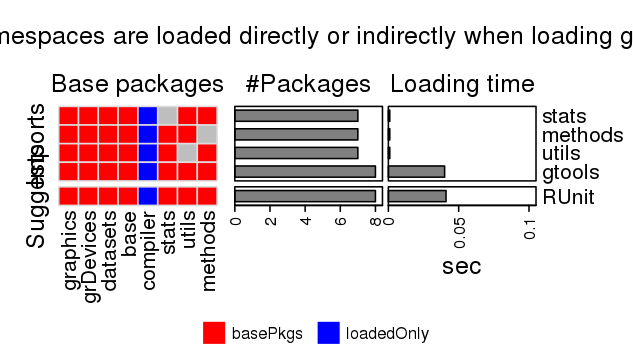 mespaces are loaded directly or indirectly when loading g
Base packages #Packages Loading time
Imports
Suggests
stats
methods
utils
gtools
RUnit
graphics grDevices datasets base compiler stats utils methods
0 2 4 6 8
0 0.05 0.1
sec
basePkgs loadedOnly